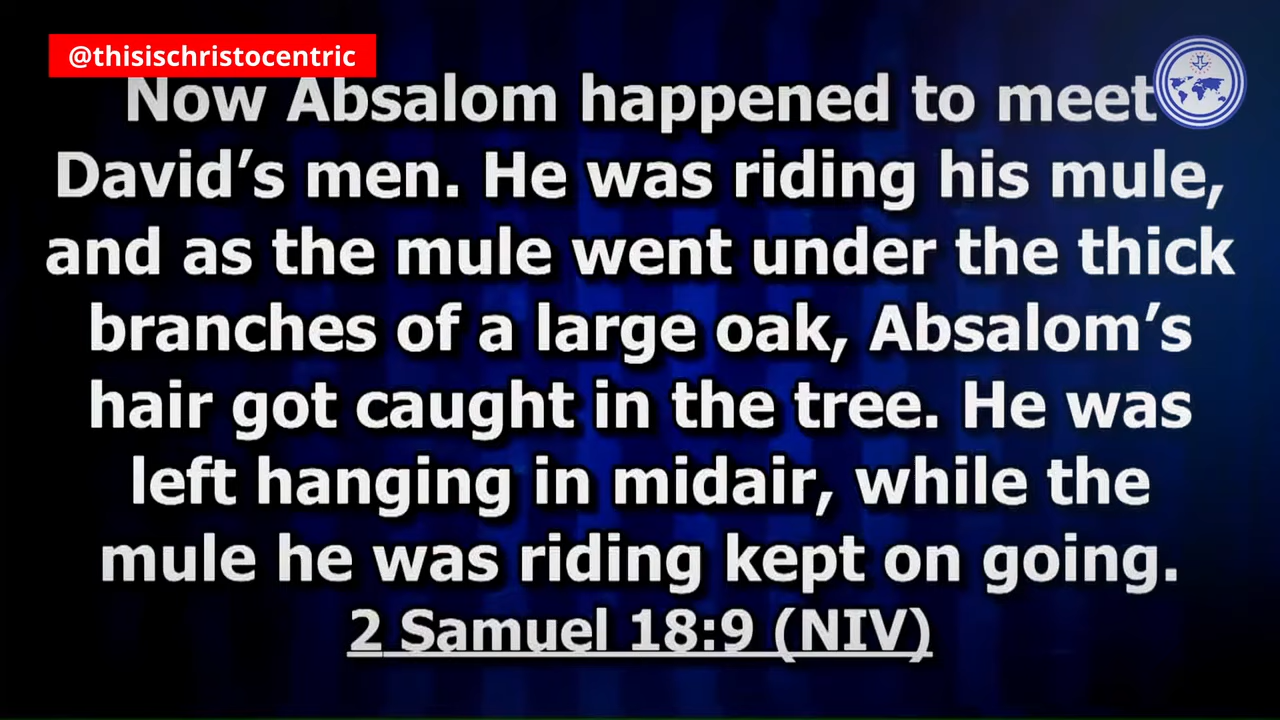 @thisischristocentric
Now Absalom happened to meet
David’s men. He was riding his mule,
and as the mule went under the thick
branches of a large oak, Absalom’s
hair got caught in the tree. He was
left hanging in midair, while the
mule he was riding kept on going.
2 Samuel 18:9 (NIV)